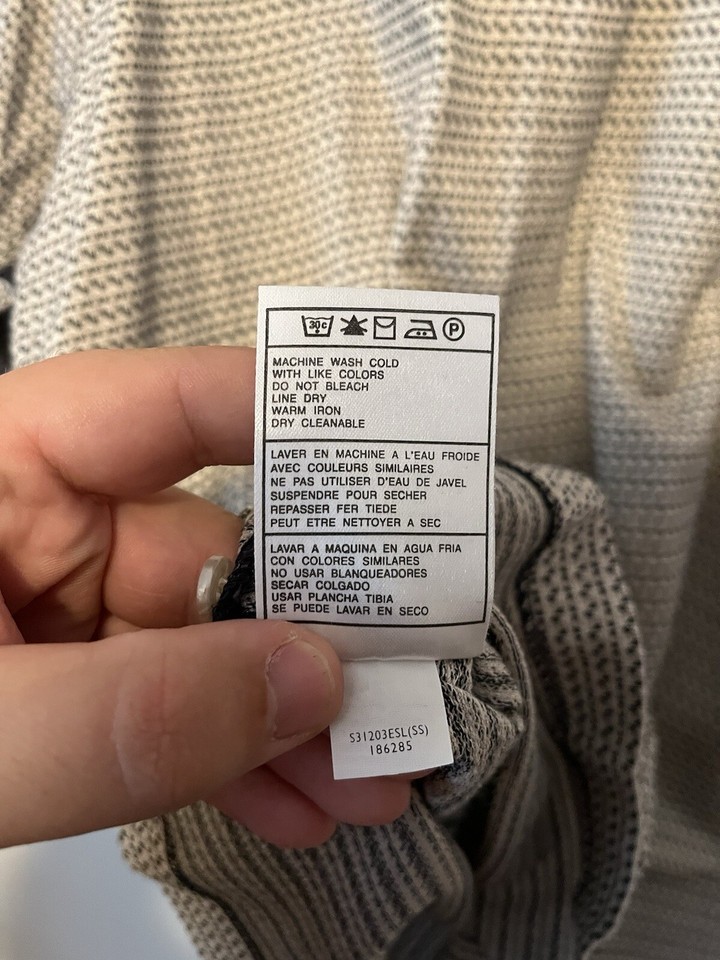 30c P
MACHINE WASH COLD
WITH LIKE COLORS
DO NOT BLEACH
LINE DRY
WARM IRON
DRY CLEANABLE
LAVER EN MACHINE A L'EAU FROIDE
AVEC COULEURS SIMILAIRES
NE PAS UTILISER D'EAU DE JAVEL
SUSPENDRE POUR SECHER
REPASSER FER TIEDE
PEUT ETRE NETTOYER A SEC
LAVAR A MAQUINA EN AGUA FRIA
CON COLORES SIMILARES
NO USAR BLANQUEADORES
SECAR COLGADO
USAR PLANCHA TIBIA
SE PUEDE LAVAR EN SECO
S31203ESL(SS)
186285